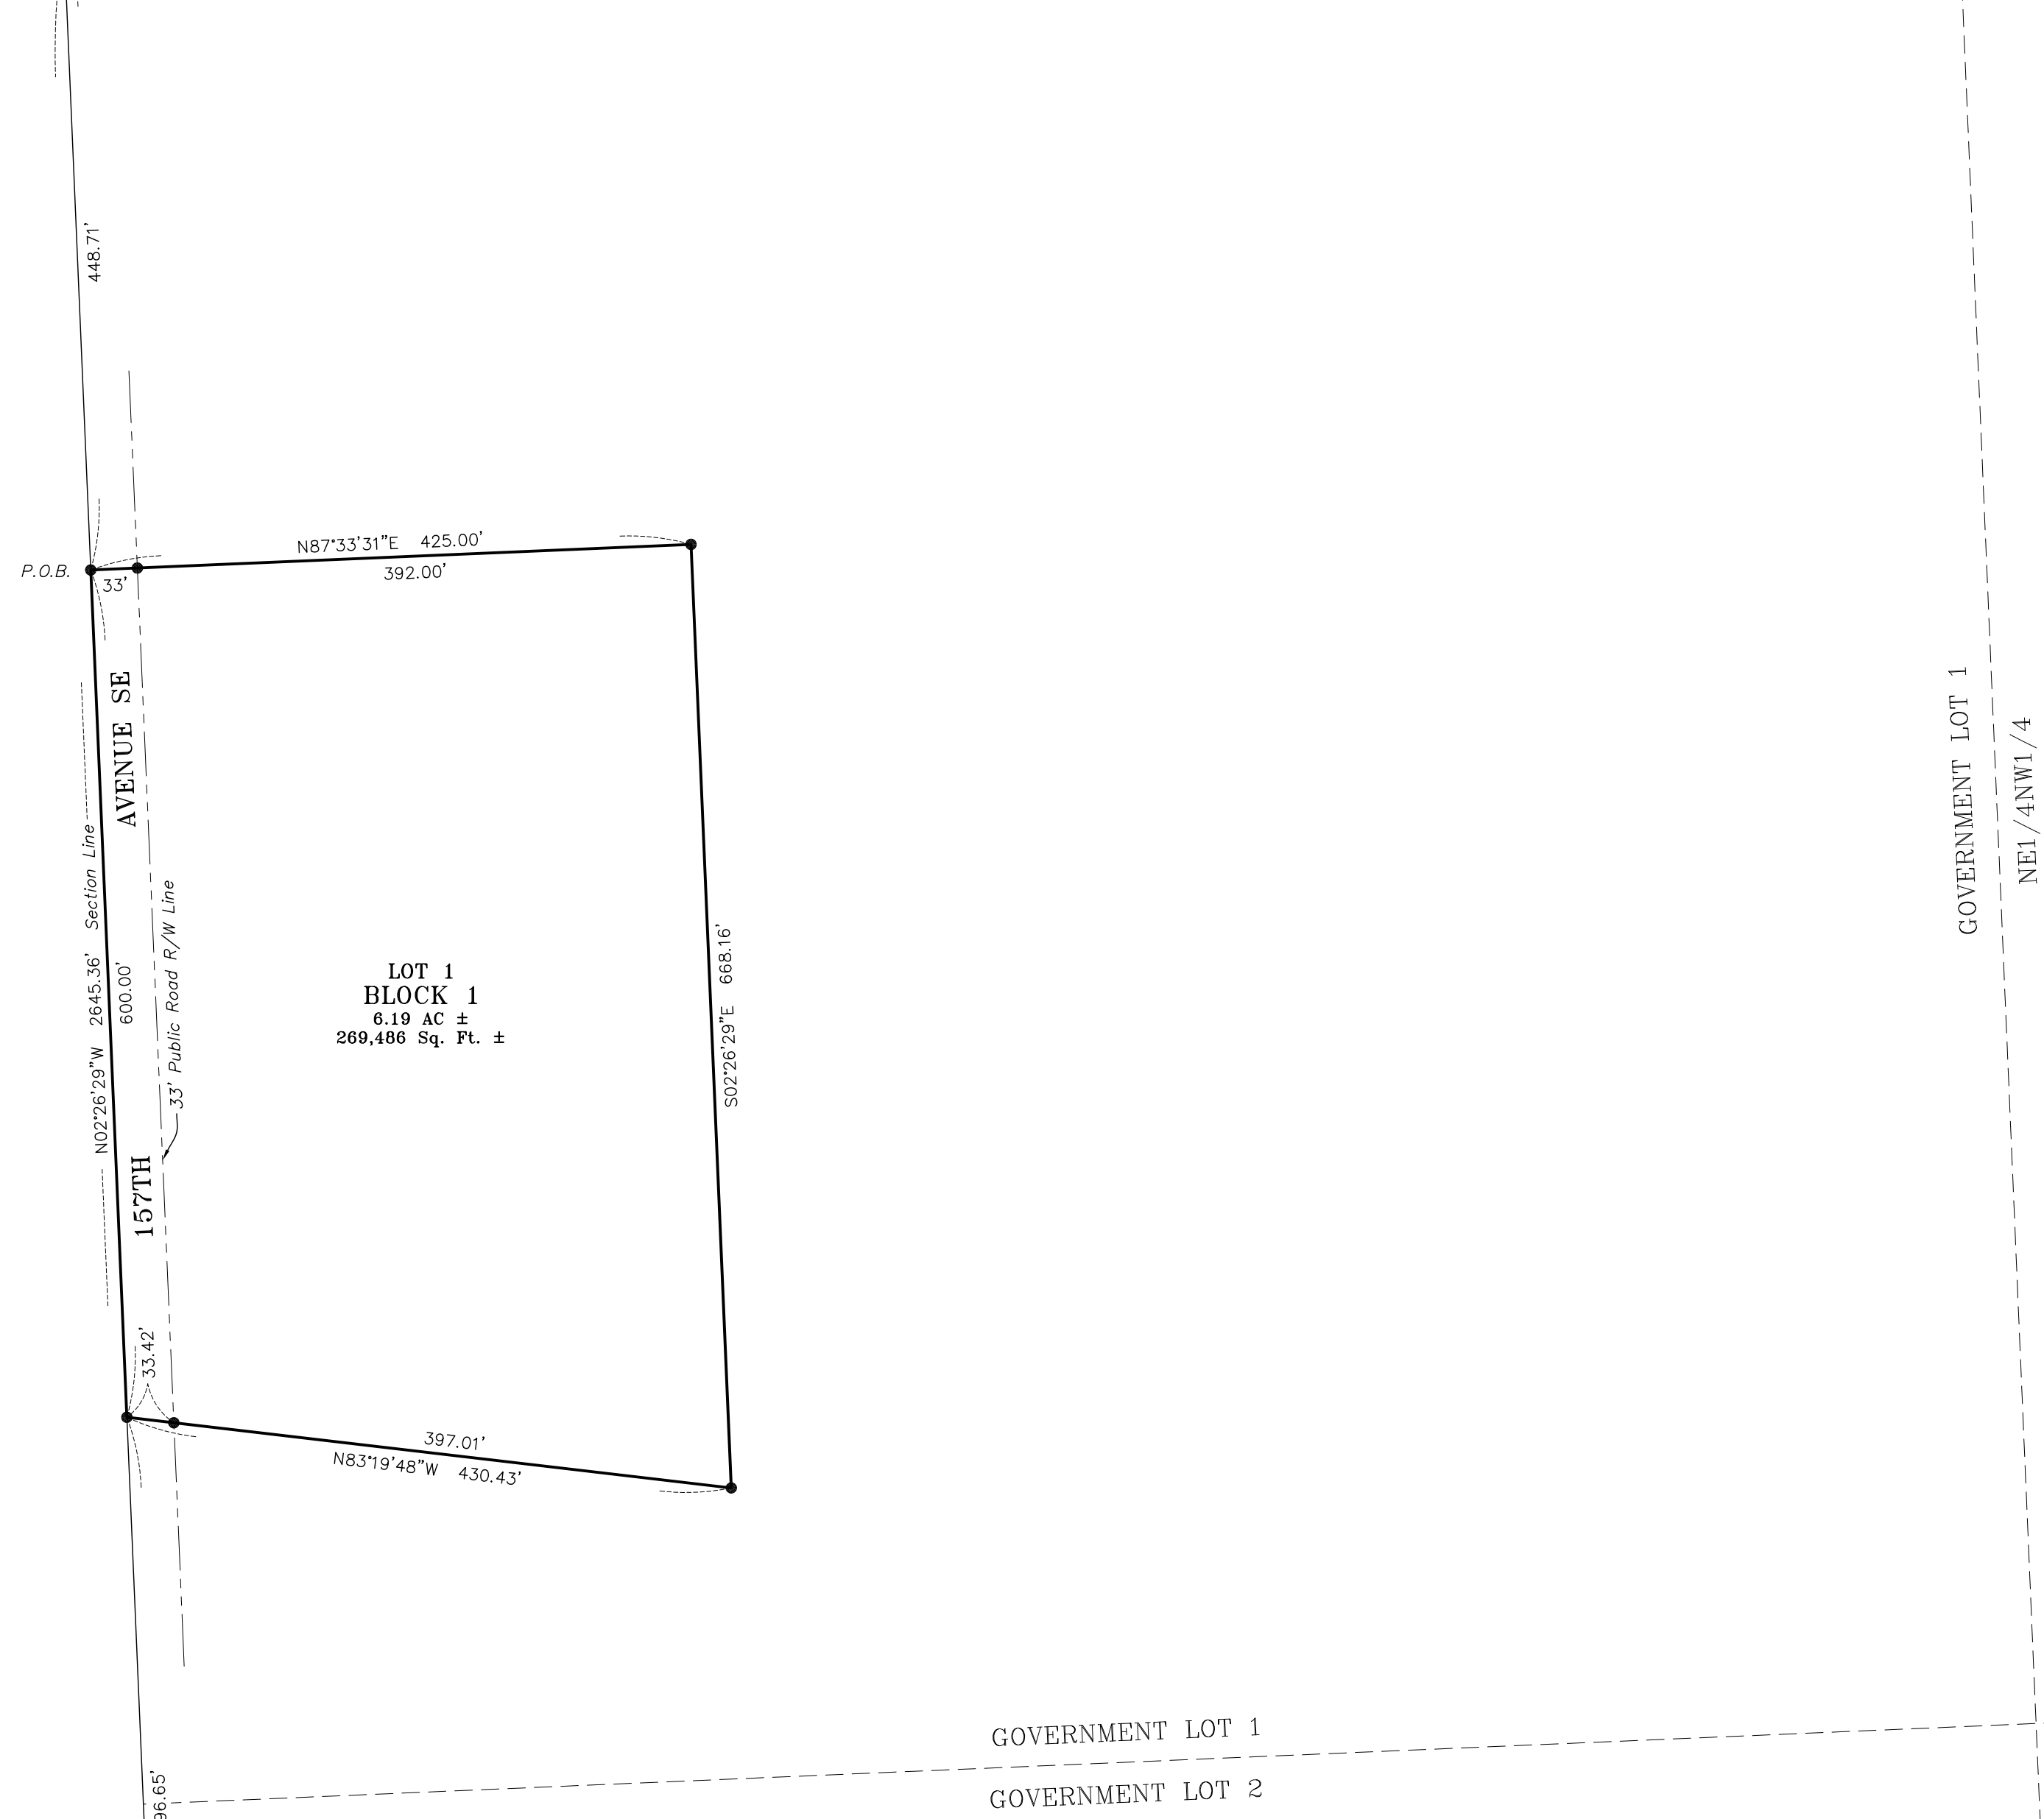 448.71'
N87°33'31"E 425.00'
392.00'
P.O.B.
33'
157TH AVENUE SE
N02°26'29"W 2645.36' Section Line
600.00'
33' Public Road R/W Line
LOT 1
BLOCK 1
6.19 AC ±
269,486 Sq. Ft. ±
S02°26'29"E 668.16'
GOVERNMENT LOT 1
NE1/4NW1/4
33.42'
397.01'
N83°19'48"W 430.43'
GOVERNMENT LOT 1
GOVERNMENT LOT 2